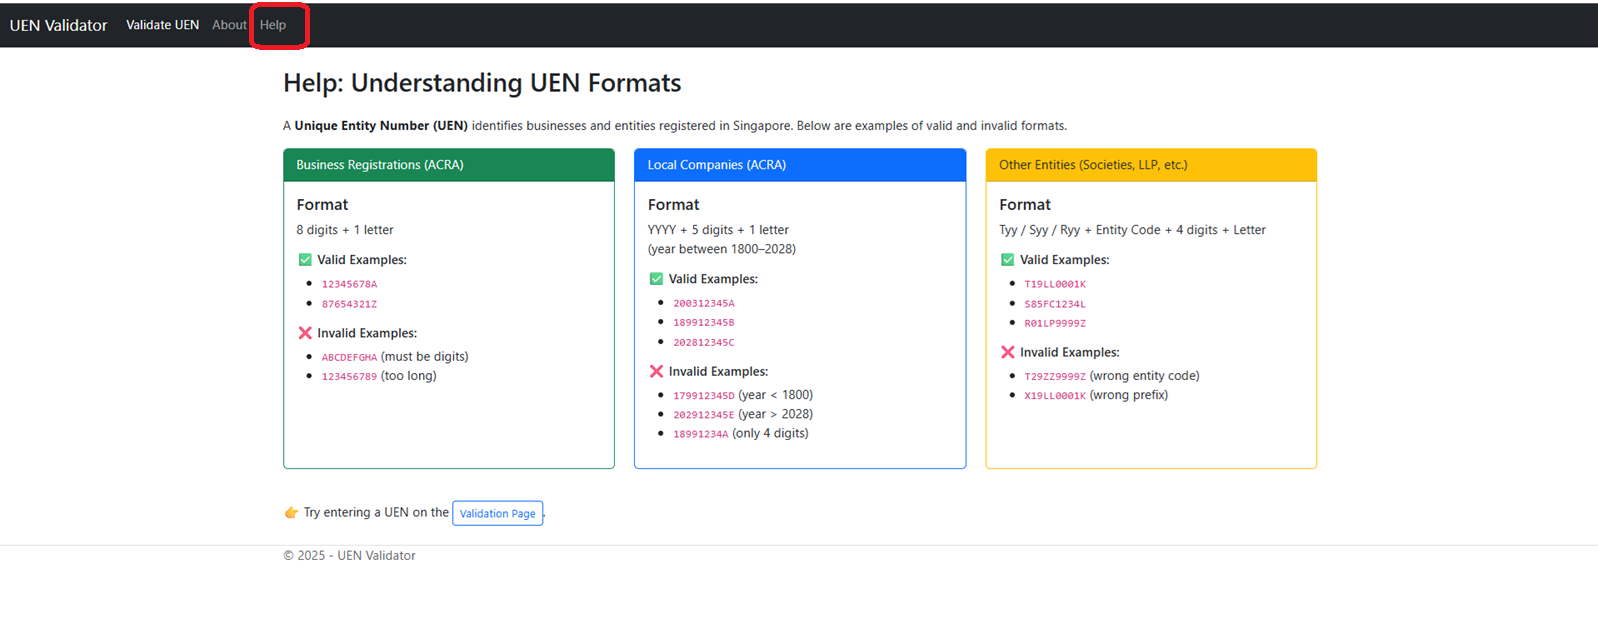 UEN Validator Validate UEN About Help
Help: Understanding UEN Formats
A Unique Entity Number (UEN) identifies businesses and entities registered in Singapore. Below are examples of valid and invalid formats.
Business Registrations (ACRA)
Format
8 digits + 1 letter
✅ Valid Examples:
• 12345678A
• 87654321Z
❌ Invalid Examples:
• ABCDEFGHA (must be digits)
• 123456789 (too long)
Local Companies (ACRA)
Format
YYYY + 5 digits + 1 letter
(year between 1800–2028)
✅ Valid Examples:
• 200312345A
• 189912345B
• 202812345C
❌ Invalid Examples:
• 179912345D (year < 1800)
• 202912345E (year > 2028)
• 18991234A (only 4 digits)
Other Entities (Societies, LLP, etc.)
Format
Tyy / Syy / Ryy + Entity Code + 4 digits + Letter
✅ Valid Examples:
• T19LL0001K
• S85FC1234L
• R01LP9999Z
❌ Invalid Examples:
• T29ZZ9999Z (wrong entity code)
• X19LL0001K (wrong prefix)
👉 Try entering a UEN on the Validation Page.
© 2025 - UEN Validator